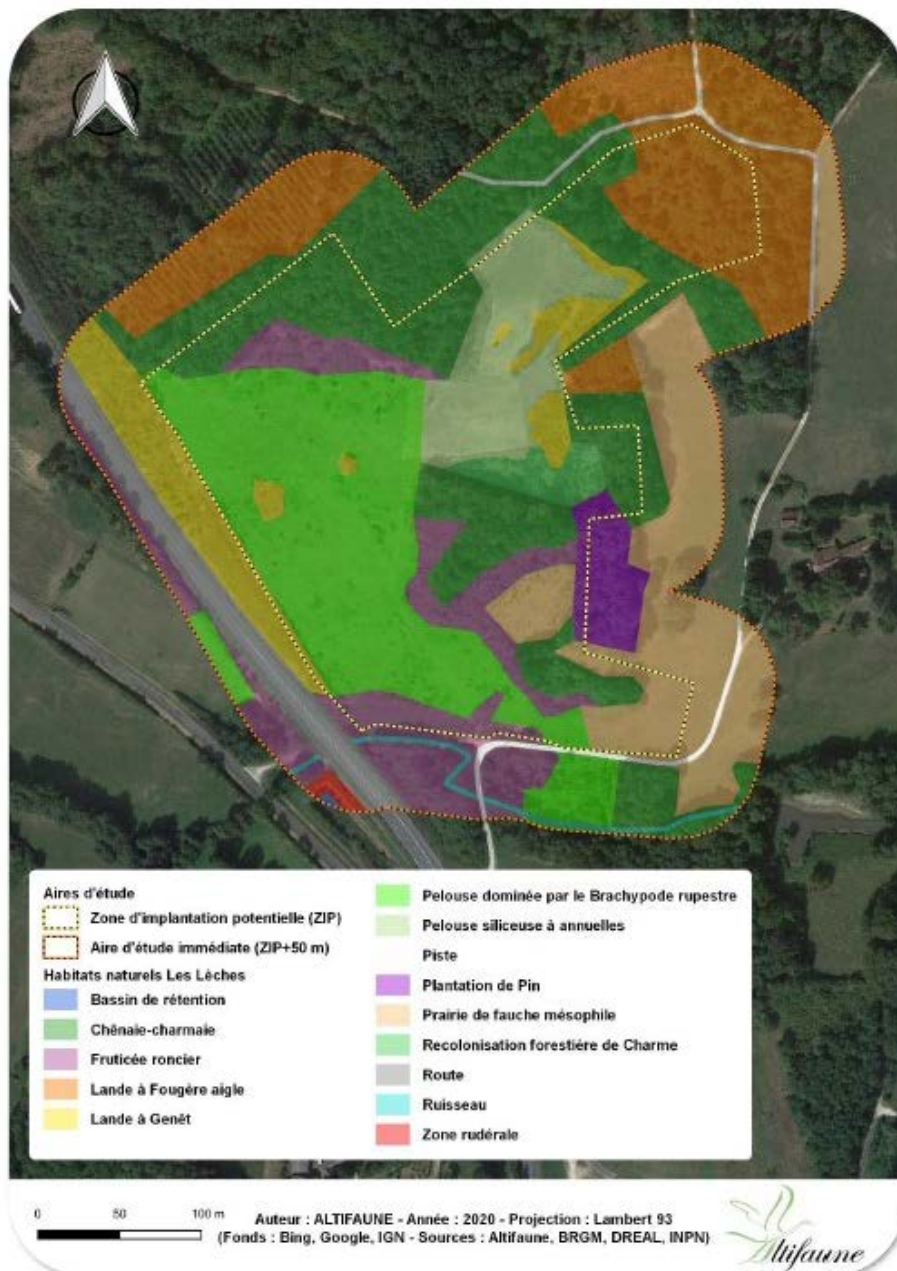 Aires d'étude
Zone d'implantation potentielle (ZIP)
Aire d'étude immédiate (ZIP+50 m)
Habitats naturels Les Lèches
Bassin de rétention
Chênaie-charmaie
Fruticée roncier
Lande à Fougère aigle
Lande à Genêt
Pelouse dominée par le Brachypode rupestre
Pelouse siliceuse à annuelles
Piste
Plantation de Pin
Prairie de fauche mésophile
Recolonisation forestière de Charme
Route
Ruisseau
Zone rudérale
0 50 100 m
Auteur : ALTIFAUNE - Année : 2020 - Projection : Lambert 93
(Fonds : Bing, Google, IGN - Sources : Altifaune, BRGM, DREAL, INPN)
Altifaune